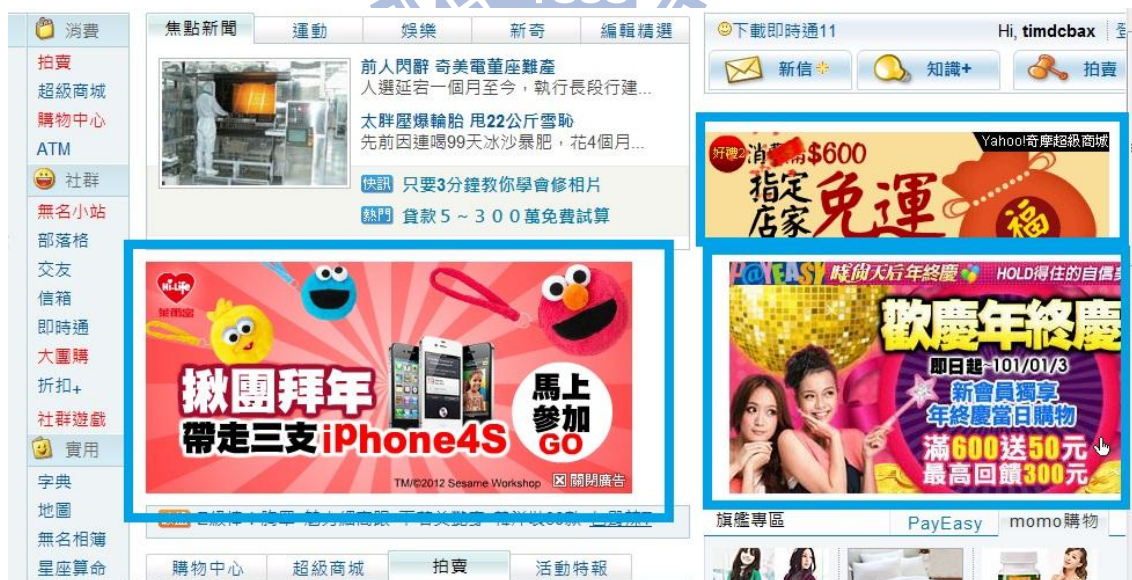 消費
拍賣
超級商城
購物中心
ATM
社群
無名小站
部落格
交友
信箱
即時通
大團購
折扣+
社群遊戲
實用
字典
地圖
無名相簿
星座算命
焦點新聞 運動 娛樂 新奇 編輯精選
前人閃辭 奇美電董座難產
人選延宕一個月至今，執行長段行建...
太胖壓爆輪胎 甩22公斤雪恥
先前因連喝99天冰沙暴肥，花4個月...
快訊 只要3分鐘教你學會修相片
熱門 貸款5～300萬免費試算
Hi-Life
萊爾富
揪團拜年
帶走三支iPhone4S
馬上
參加
GO
TM/©2012 Sesame Workshop
關閉廣告
購物中心 超級商城 拍賣 活動特報
下載即時通11
Hi, timdcbax
新信 知識+ 拍賣
Yahoo!奇摩超級商城
好禮2
$600
指定
店家
免運
福
PAYEASY 時尚天后年終慶
HOLD得住的自信
歡慶年終慶
即日起~101/01/3
新會員獨享
年終慶當日購物
滿600送50元
最高回饋300元
旗艦專區 PayEasy momo購物